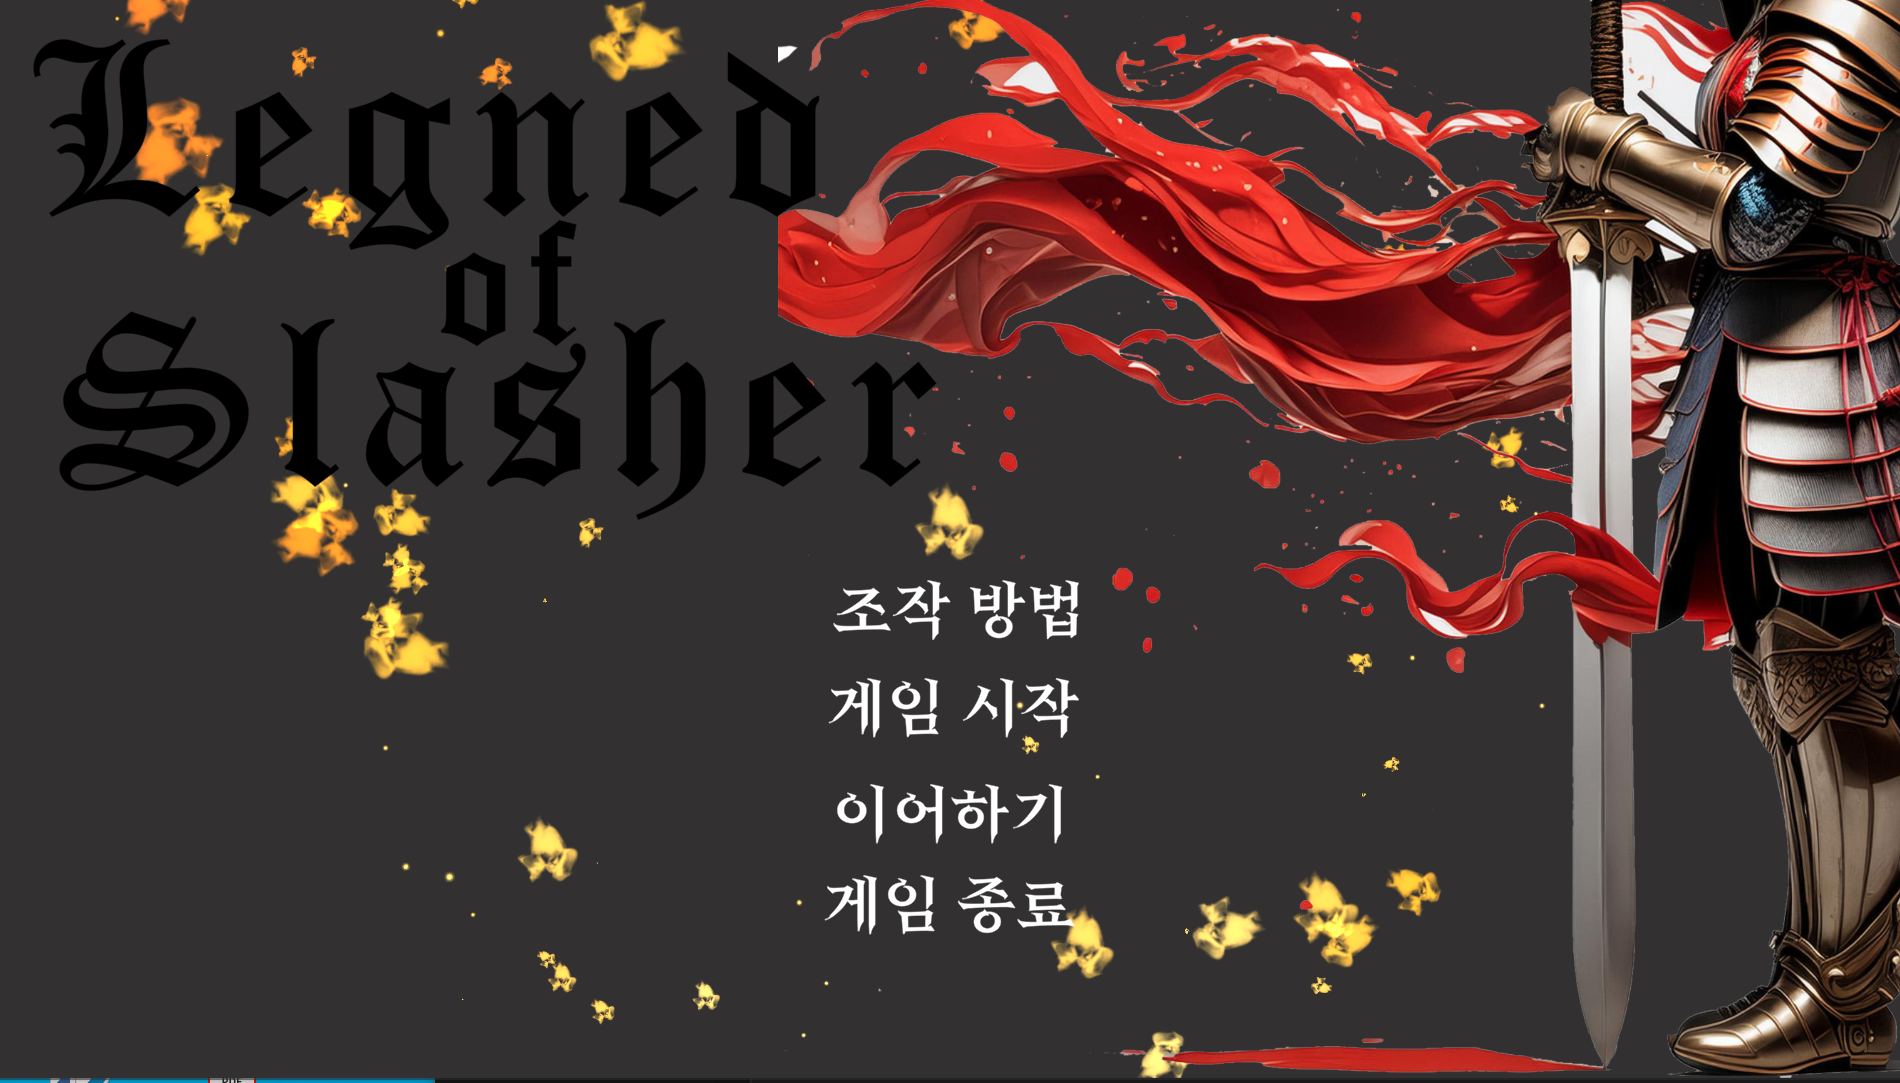 Legned
of
Slasher
조작 방법
게임 시작
이어하기
게임 종료